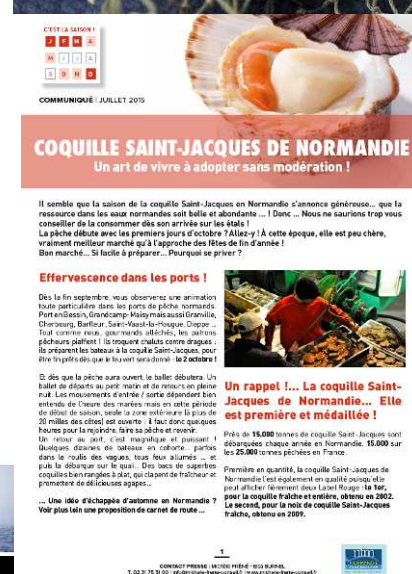 C'EST LA SAISON !
J F M A
M J J A
S O N D
COMMUNIQUÉ | JUILLET 2015
COQUILLE SAINT-JACQUES DE NORMANDIE
Un art de vivre à adopter sans modération !
Il semble que la saison de la coquille Saint-Jacques en Normandie s'annonce généreuse... que la
ressource dans les eaux normandes soit belle et abondante ... ! Donc ... Nous ne saurions trop vous
conseiller de la consommer dès son arrivée sur les étals !
La pêche débute avec les premiers jours d'octobre ? Allez-y ! À cette époque, elle est peu chère,
vraiment meilleur marché qu'à l'approche des fêtes de fin d'année !
Bon marché... Si facile à préparer... Pourquoi se priver ?
Effervescence dans les ports !
Dès la fin septembre, vous observerez une animation
toute particulière dans les ports de pêche normands.
Port en Bessin, Grandcamp-Maisy mais aussi Granville,
Cherbourg, Barfleur, Saint-Vaast-la-Hougue, Dieppe ...
Tout comme nous, gourmands alléchés, les patrons
pêcheurs piaffent ! Ils troquent chaluts contre dragues :
ils préparent les bateaux à la coquille Saint-Jacques, pour
être fin prêts dès que le feu vert sera donné : le 2 octobre !
Et dès que la pêche aura ouvert, le ballet débutera. Un
ballet de départs au petit matin et de retours en pleine
nuit. Les mouvements d'entrée / sortie dépendent bien
entendu de l'heure des marées mais en cette période
de début de saison, seule la zone extérieure (à plus de
20 milles des côtes) est ouverte : il faut donc quelques
heures pour la rejoindre, faire sa pêche et revenir.
Un retour au port, c'est magnifique et puissant !
Quelques dizaines de bateaux en cohorte... parfois
dans le roulis des vagues, tous feux allumés ... et
puis la débarque sur le quai... Des bacs de superbes
coquilles bien rangées à plat, qui clapent de fraîcheur et
promettent de délicieuses agapes...
... Une idée d'échappée d'automne en Normandie ?
Voir plus loin une proposition de carnet de route ...
Un rappel !... La coquille Saint-
Jacques de Normandie... Elle
est première et médaillée !
Près de 15.000 tonnes de coquille Saint-Jacques sont
débarquées chaque année en Normandie. 15.000 sur
les 25.000 tonnes pêchées en France.
Première en quantité, la coquille Saint-Jacques de
Normandie l'est également en qualité puisqu'elle
peut afficher fièrement deux Label Rouge : le 1er,
pour la coquille fraîche et entière, obtenu en 2002.
Le second, pour la noix de coquille Saint-Jacques
fraîche, obtenu en 2009.
1
CONTACT PRESSE :
nfm